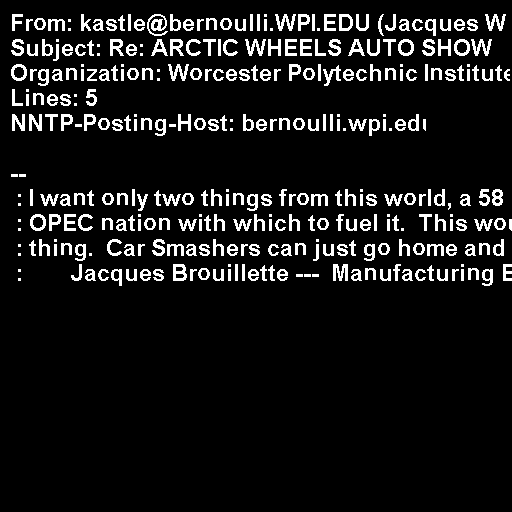 From: kastle@bernoulli.WPI.EDU (Jacques W
Subject: Re: ARCTIC WHEELS AUTO SHOW
Organization: Worcester Polytechnic Institute
Lines: 5
NNTP-Posting-Host: bernoulli.wpi.edu

--
: I want only two things from this world, a 58
: OPEC nation with which to fuel it.  This wou
: thing.  Car Smashers can just go home and
:        Jacques Brouillette ---  Manufacturing E